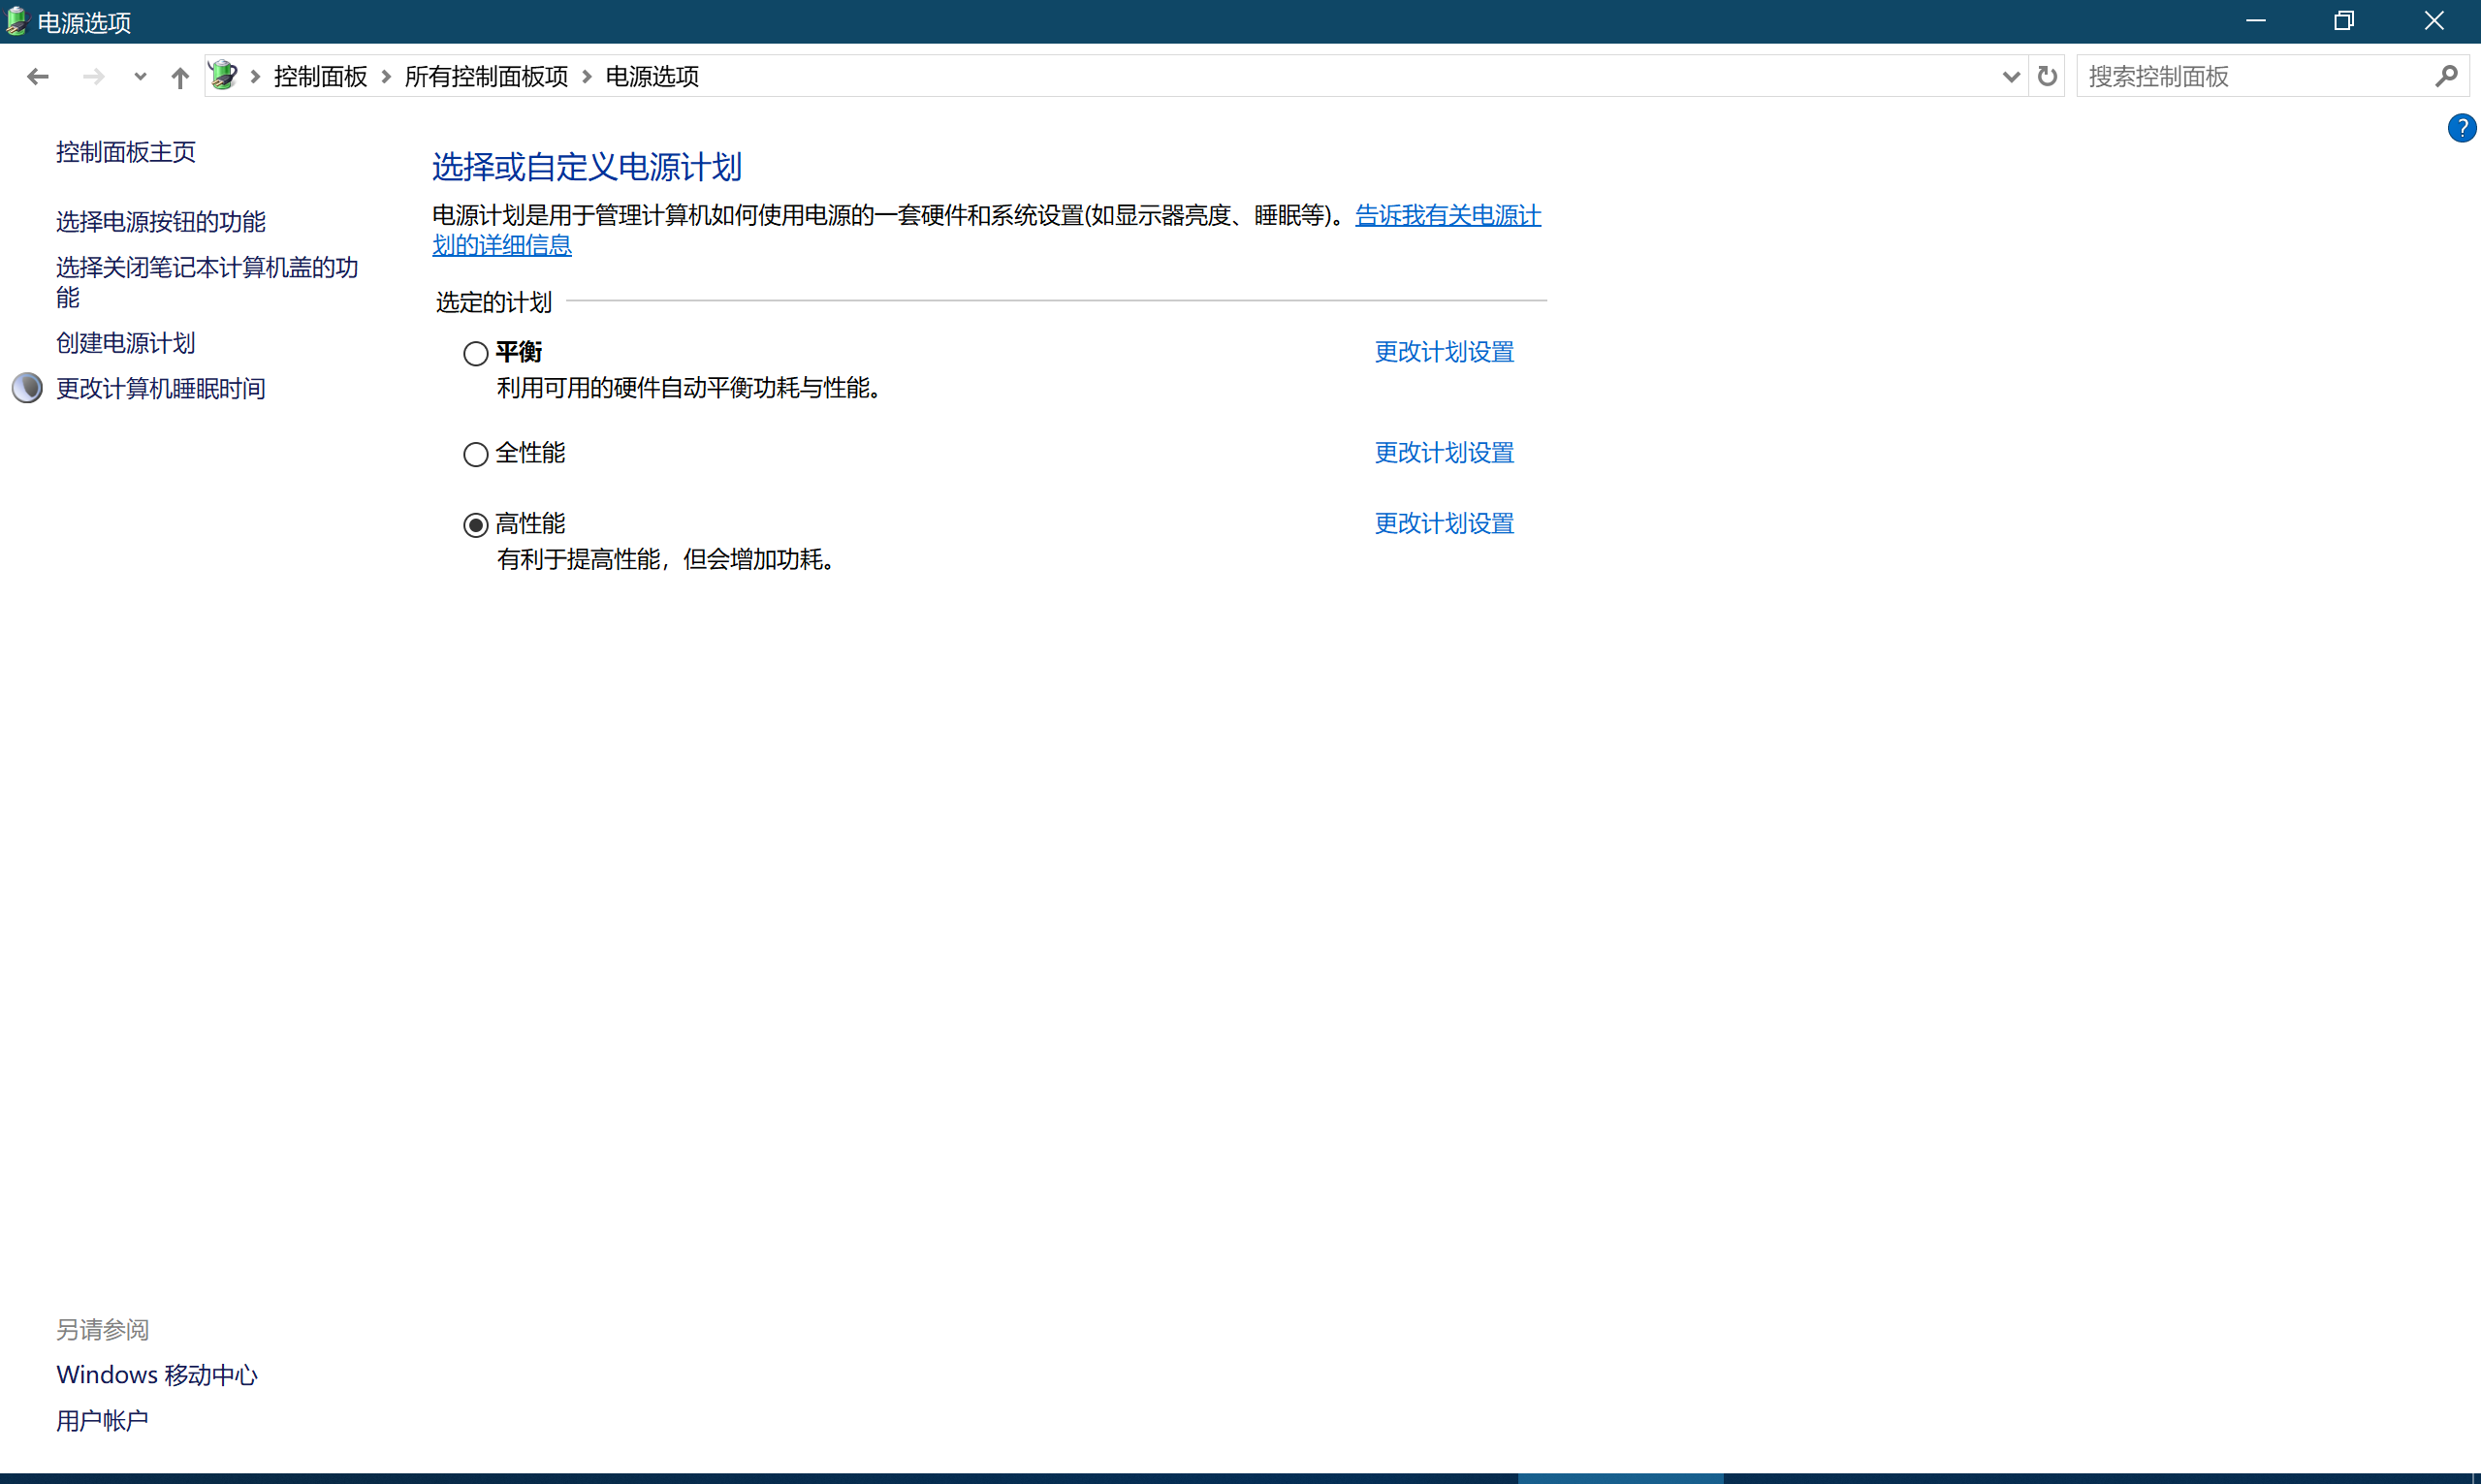 电源选项
控制面板 所有控制面板项 电源选项
搜索控制面板
?
控制面板主页
选择电源按钮的功能
选择关闭笔记本计算机盖的功
能
创建电源计划
更改计算机睡眠时间
选择或自定义电源计划
电源计划是用于管理计算机如何使用电源的一套硬件和系统设置(如显示器亮度、睡眠等)。告诉我有关电源计
划的详细信息
选定的计划
平衡 更改计划设置
利用可用的硬件自动平衡功耗与性能。
全性能 更改计划设置
高性能 更改计划设置
有利于提高性能，但会增加功耗。
另请参阅
Windows 移动中心
用户帐户